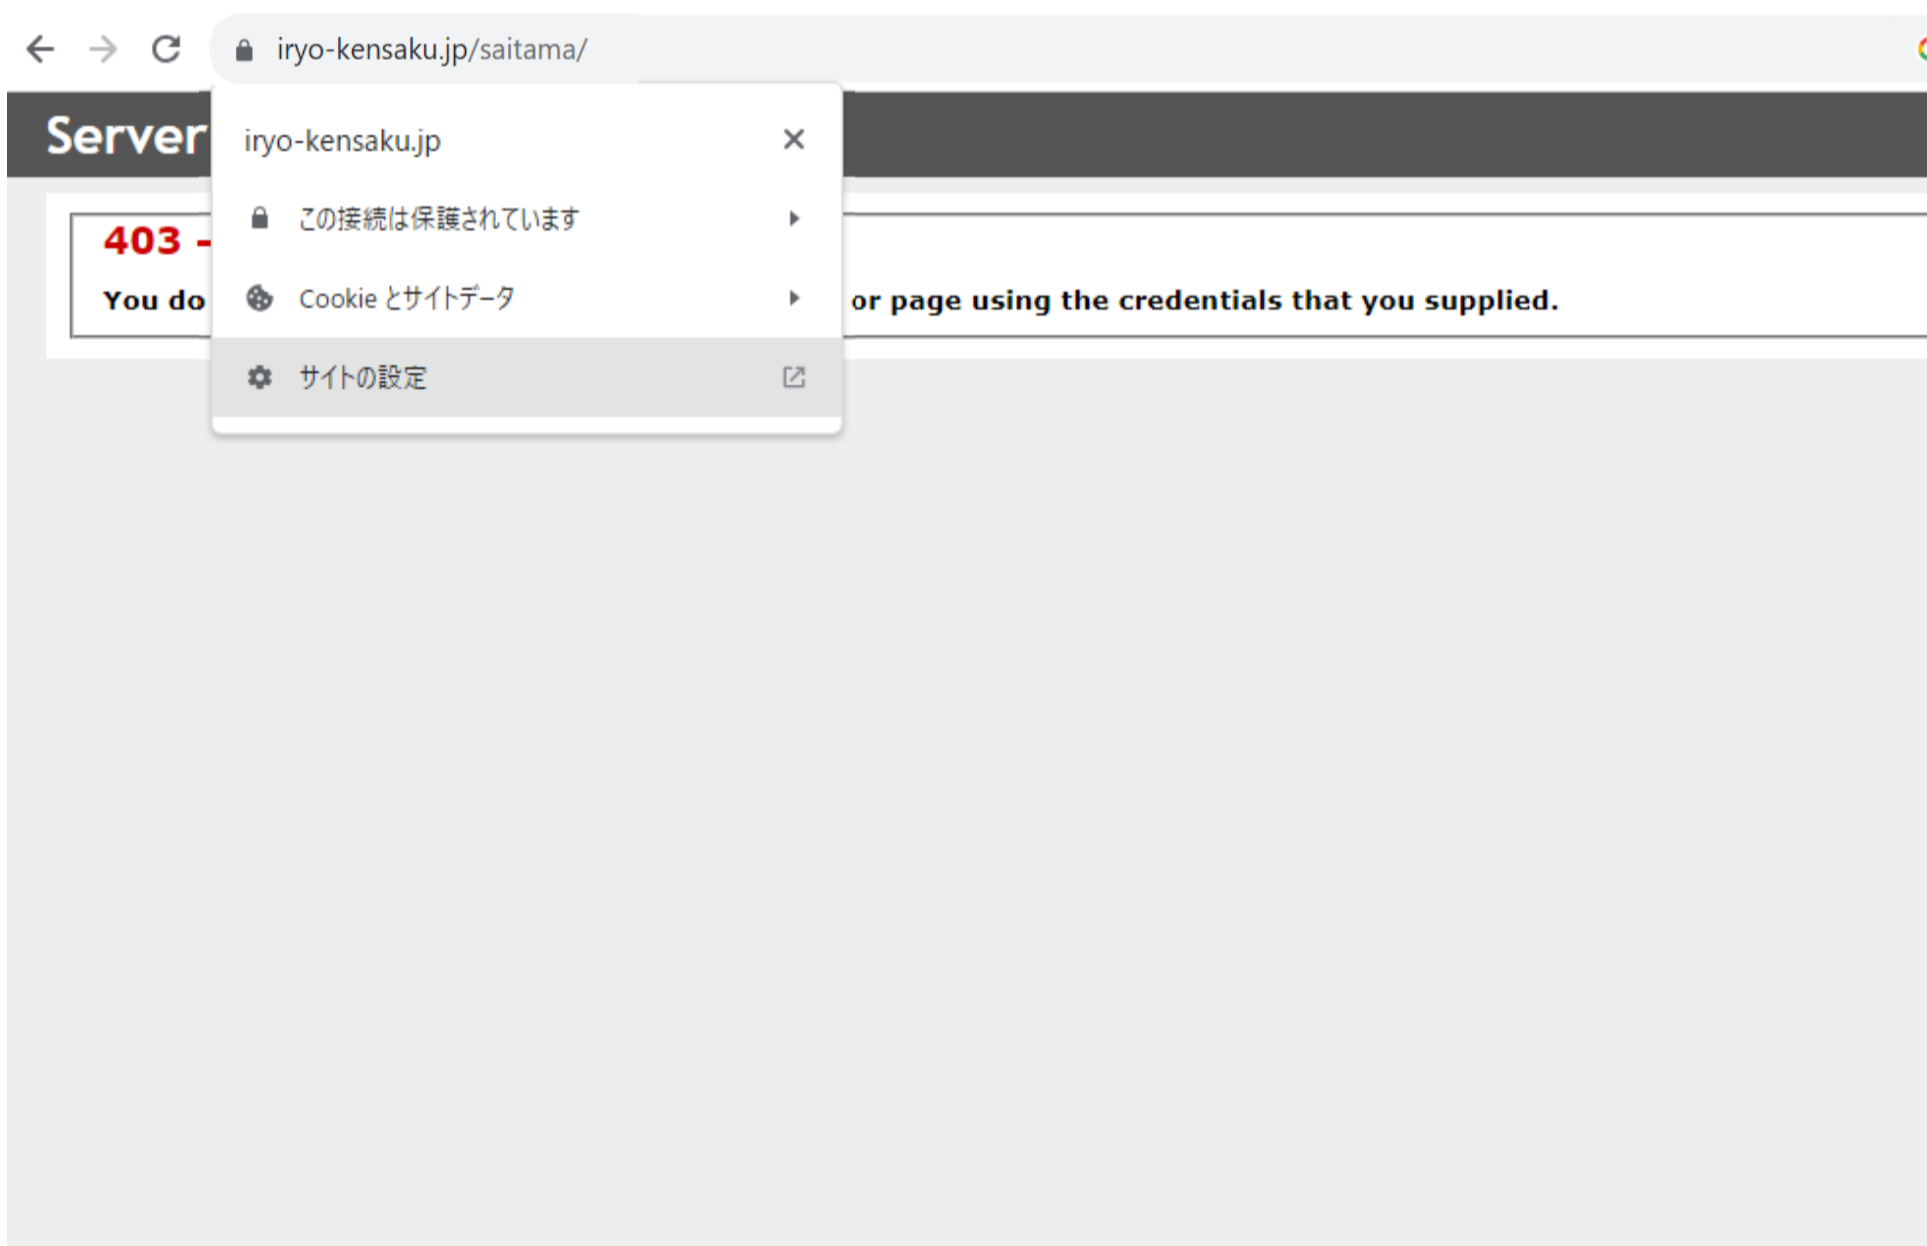 iryo-kensaku.jp/saitama/
Server
iryo-kensaku.jp
この接続は保護されています
403 -
You do
Cookie とサイトデータ
or page using the credentials that you supplied.
サイトの設定